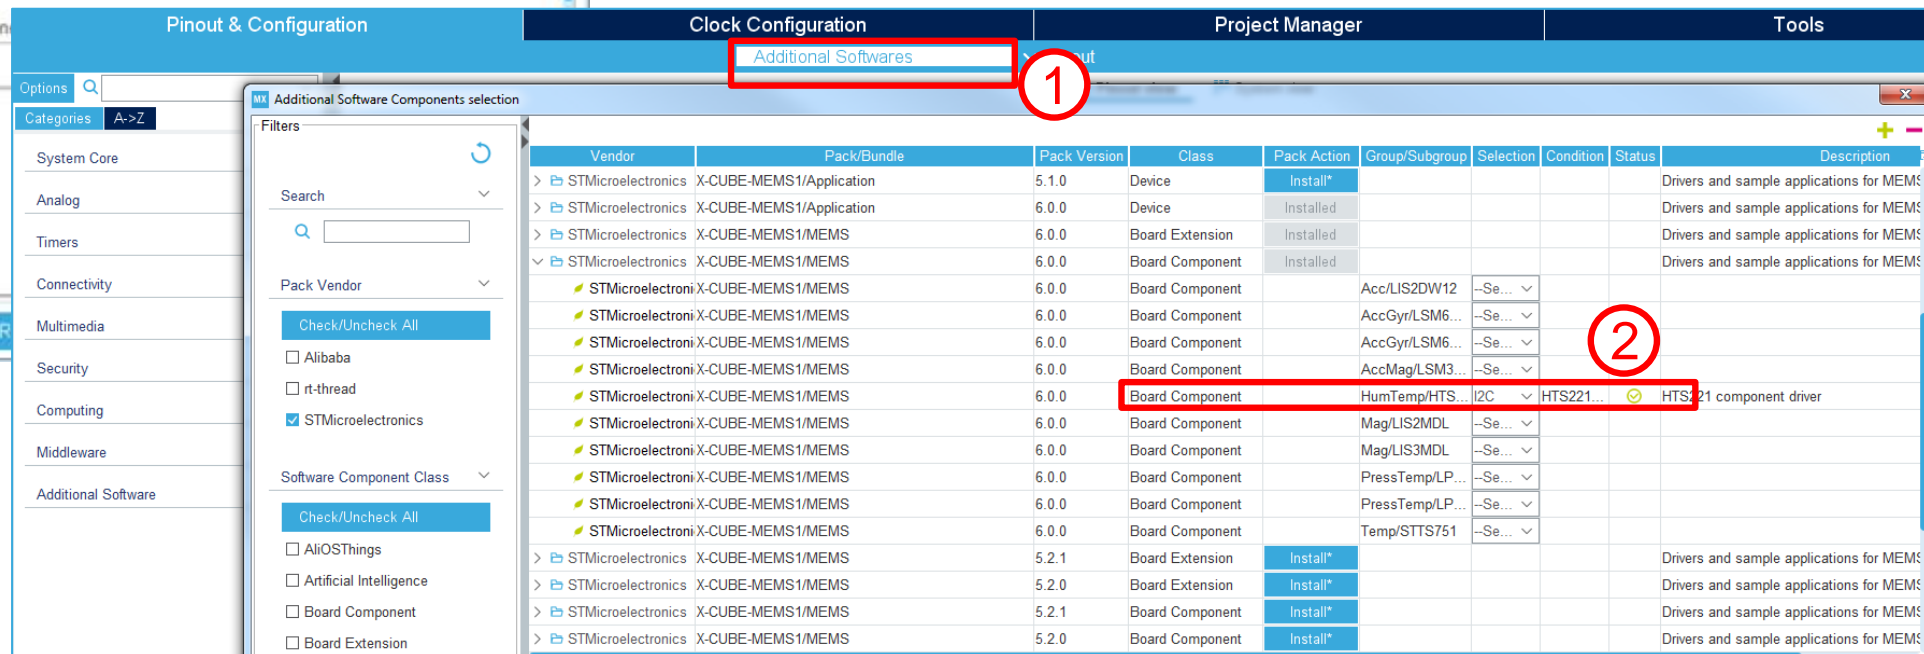 Pinout & Configuration Clock Configuration Project Manager Tools
Additional Softwares out
1
Options
Categories A->Z
MX Additional Software Components selection x
Filters
System Core
Analog
Timers
Connectivity
Multimedia
Security
Computing
Middleware
Additional Software
Search
Pack Vendor
Check/Uncheck All
Alibaba
rt-thread
STMicroelectronics
Software Component Class
Check/Uncheck All
AliOSThings
Artificial Intelligence
Board Component
Board Extension
Vendor Pack/Bundle Pack Version Class Pack Action Group/Subgroup Selection Condition Status Description
STMicroelectronics X-CUBE-MEMS1/Application 5.1.0 Device Install* Drivers and sample applications for MEMS
STMicroelectronics X-CUBE-MEMS1/Application 6.0.0 Device Installed Drivers and sample applications for MEMS
STMicroelectronics X-CUBE-MEMS1/MEMS 6.0.0 Board Extension Installed Drivers and sample applications for MEMS
STMicroelectronics X-CUBE-MEMS1/MEMS 6.0.0 Board Component Installed Drivers and sample applications for MEMS
STMicroelectroni X-CUBE-MEMS1/MEMS 6.0.0 Board Component Acc/LIS2DW12 --Se...
STMicroelectroni X-CUBE-MEMS1/MEMS 6.0.0 Board Component AccGyr/LSM6... --Se...
2
STMicroelectroni X-CUBE-MEMS1/MEMS 6.0.0 Board Component AccGyr/LSM6... --Se...
STMicroelectroni X-CUBE-MEMS1/MEMS 6.0.0 Board Component AccMag/LSM3... --Se...
STMicroelectroni X-CUBE-MEMS1/MEMS 6.0.0 Board Component HumTemp/HTS... I2C HTS221... HTS221 component driver
STMicroelectroni X-CUBE-MEMS1/MEMS 6.0.0 Board Component Mag/LIS2MDL --Se...
STMicroelectroni X-CUBE-MEMS1/MEMS 6.0.0 Board Component Mag/LIS3MDL --Se...
STMicroelectroni X-CUBE-MEMS1/MEMS 6.0.0 Board Component PressTemp/LP... --Se...
STMicroelectroni X-CUBE-MEMS1/MEMS 6.0.0 Board Component PressTemp/LP... --Se...
STMicroelectroni X-CUBE-MEMS1/MEMS 6.0.0 Board Component Temp/STTS751 --Se...
STMicroelectronics X-CUBE-MEMS1/MEMS 5.2.1 Board Extension Install* Drivers and sample applications for MEMS
STMicroelectronics X-CUBE-MEMS1/MEMS 5.2.0 Board Extension Install* Drivers and sample applications for MEMS
STMicroelectronics X-CUBE-MEMS1/MEMS 5.2.1 Board Component Install* Drivers and sample applications for MEMS
STMicroelectronics X-CUBE-MEMS1/MEMS 5.2.0 Board Component Install* Drivers and sample applications for MEMS